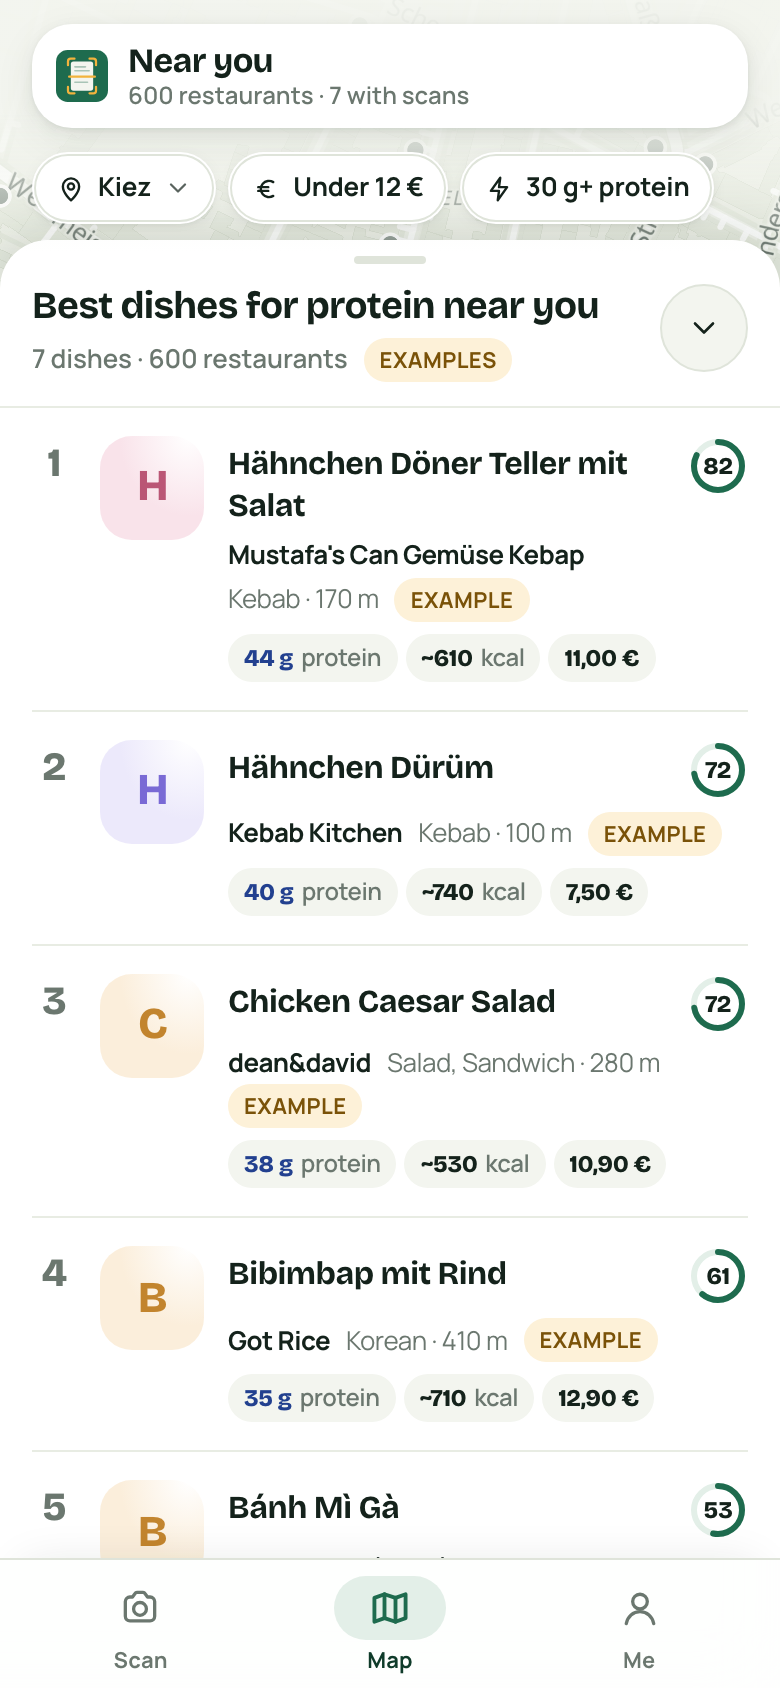 Near you
600 restaurants · 7 with scans
Kiez
€ Under 12 €
30 g+ protein
Best dishes for protein near you
7 dishes · 600 restaurants EXAMPLES
1
H
Hähnchen Döner Teller mit
Salat
82
Mustafa's Can Gemüse Kebap
Kebab · 170 m EXAMPLE
44 g protein ~610 kcal 11,00 €
2
H
Hähnchen Dürüm
72
Kebab Kitchen Kebab · 100 m EXAMPLE
40 g protein ~740 kcal 7,50 €
3
C
Chicken Caesar Salad
72
dean&david Salad, Sandwich · 280 m
EXAMPLE
38 g protein ~530 kcal 10,90 €
4
B
Bibimbap mit Rind
61
Got Rice Korean · 410 m EXAMPLE
35 g protein ~710 kcal 12,90 €
5
B
Bánh Mì Gà
53
Scan
Map
Me